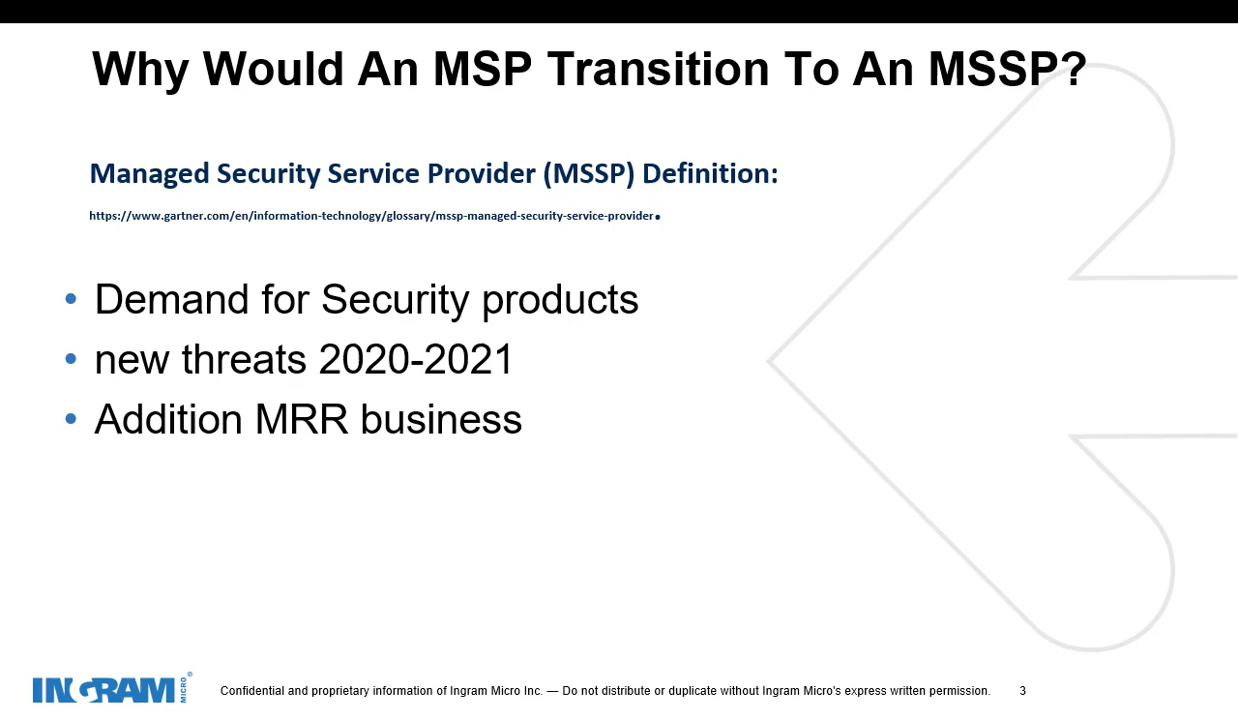 Why Would An MSP Transition To An MSSP?
Managed Security Service Provider (MSSP) Definition:
https://www.gartner.com/en/information-technology/glossary/mssp-managed-security-service-provider.
• Demand for Security products
• new threats 2020-2021
• Addition MRR business
INGRAM MICRO ®
Confidential and proprietary information of Ingram Micro Inc. — Do not distribute or duplicate without Ingram Micro's express written permission.
3